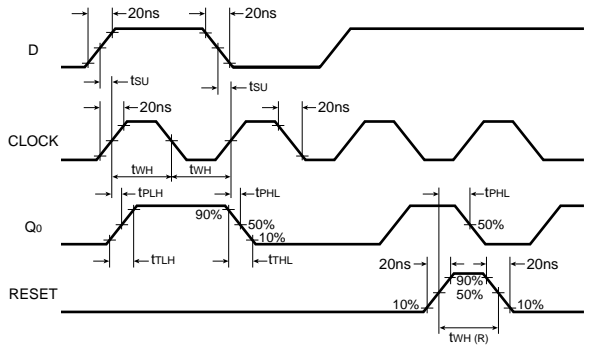 20ns 20ns
D
tSU tSU
20ns 20ns
CLOCK
tWH tWH
tPLH tPHL tPHL
90%
50% 50%
Q0
10%
tTLH tTHL
20ns 20ns
90%
RESET
50%
10% 10%
tWH (R)